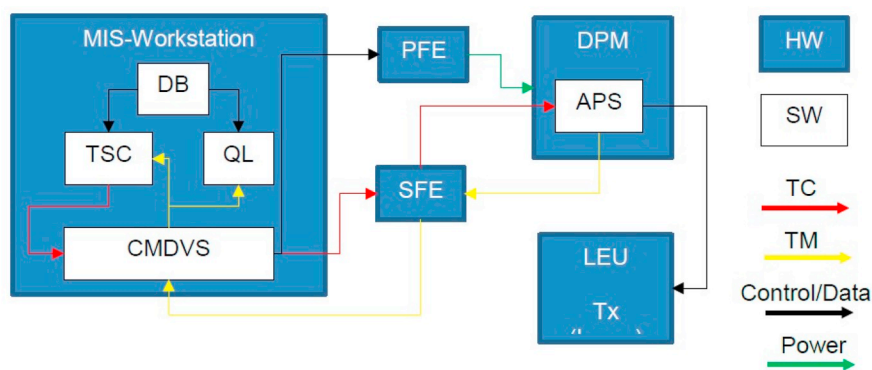 MIS-Workstation
DB
TSC
QL
CMDVS
PFE
SFE
DPM
APS
LEU
Tx
HW
SW
TC
TM
Control/Data
Power